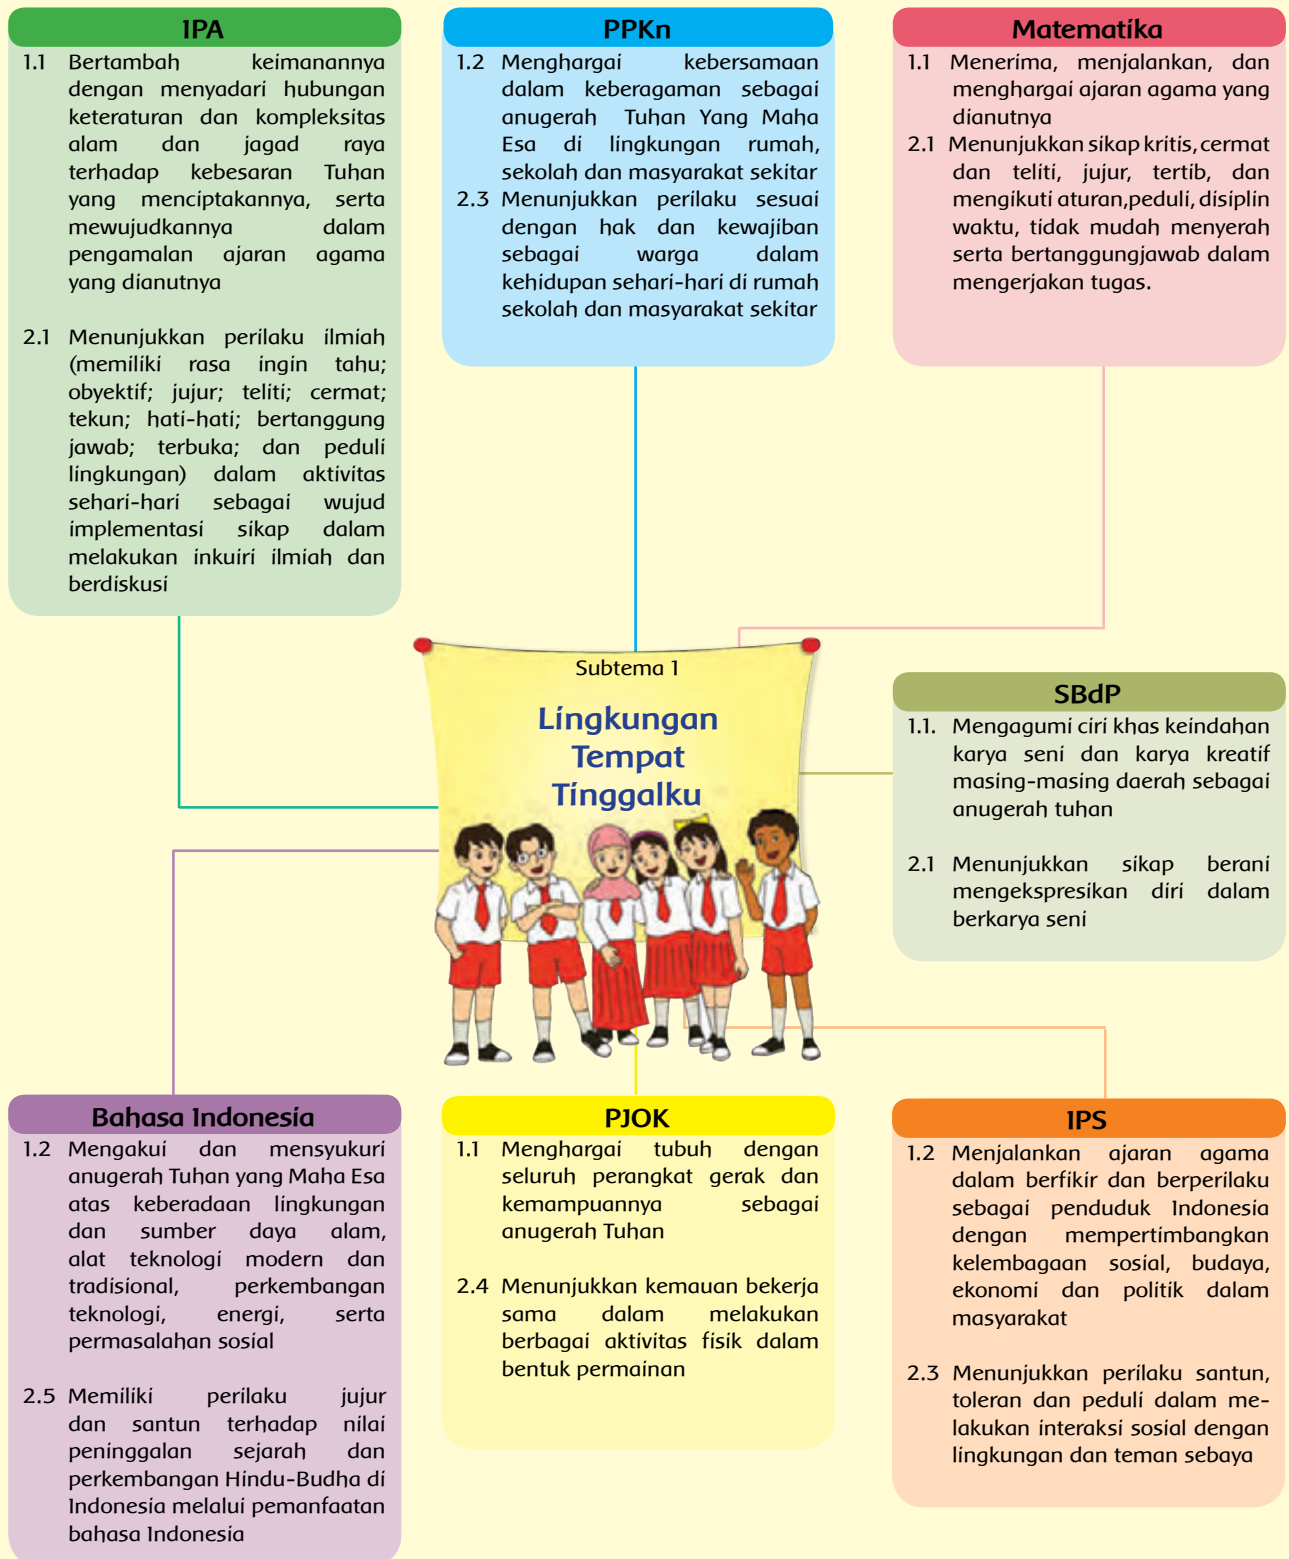 IPA
1.1 Bertambah keimanannya
dengan menyadari hubungan
keteraturan dan kompleksitas
alam dan jagad raya
terhadap kebesaran Tuhan
yang menciptakannya, serta
mewujudkannya dalam
pengamalan ajaran agama
yang dianutnya
2.1 Menunjukkan perilaku ilmiah
(memiliki rasa ingin tahu;
obyektif; jujur; teliti; cermat;
tekun; hati-hati; bertanggung
jawab; terbuka; dan peduli
lingkungan) dalam aktivitas
sehari-hari sebagai wujud
implementasi sikap dalam
melakukan inkuiri ilmiah dan
berdiskusi
PPKn
1.2 Menghargai kebersamaan
dalam keberagaman sebagai
anugerah Tuhan Yang Maha
Esa di lingkungan rumah,
sekolah dan masyarakat sekitar
2.3 Menunjukkan perilaku sesuai
dengan hak dan kewajiban
sebagai warga dalam
kehidupan sehari-hari di rumah
sekolah dan masyarakat sekitar
Matematika
1.1 Menerima, menjalankan, dan
menghargai ajaran agama yang
dianutnya
2.1 Menunjukkan sikap kritis, cermat
dan teliti, jujur, tertib, dan
mengikuti aturan,peduli, disiplin
waktu, tidak mudah menyerah
serta bertanggungjawab dalam
mengerjakan tugas.
Subtema 1
Lingkungan
Tempat
Tinggalku
SBdP
1.1. Mengagumi ciri khas keindahan
karya seni dan karya kreatif
masing-masing daerah sebagai
anugerah tuhan
2.1 Menunjukkan sikap berani
mengekspresikan diri dalam
berkarya seni
Bahasa Indonesia
1.2 Mengakui dan mensyukuri
anugerah Tuhan yang Maha Esa
atas keberadaan lingkungan
dan sumber daya alam,
alat teknologi modern dan
tradisional, perkembangan
teknologi, energi, serta
permasalahan sosial
2.5 Memiliki perilaku jujur
dan santun terhadap nilai
peninggalan sejarah dan
perkembangan Hindu-Budha di
Indonesia melalui pemanfaatan
bahasa Indonesia
PJOK
1.1 Menghargai tubuh dengan
seluruh perangkat gerak dan
kemampuannya sebagai
anugerah Tuhan
2.4 Menunjukkan kemauan bekerja
sama dalam melakukan
berbagai aktivitas fisik dalam
bentuk permainan
IPS
1.2 Menjalankan ajaran agama
dalam berfikir dan berperilaku
sebagai penduduk Indonesia
dengan mempertimbangkan
kelembagaan sosial, budaya,
ekonomi dan politik dalam
masyarakat
2.3 Menunjukkan perilaku santun,
toleran dan peduli dalam me-
lakukan interaksi sosial dengan
lingkungan dan teman sebaya